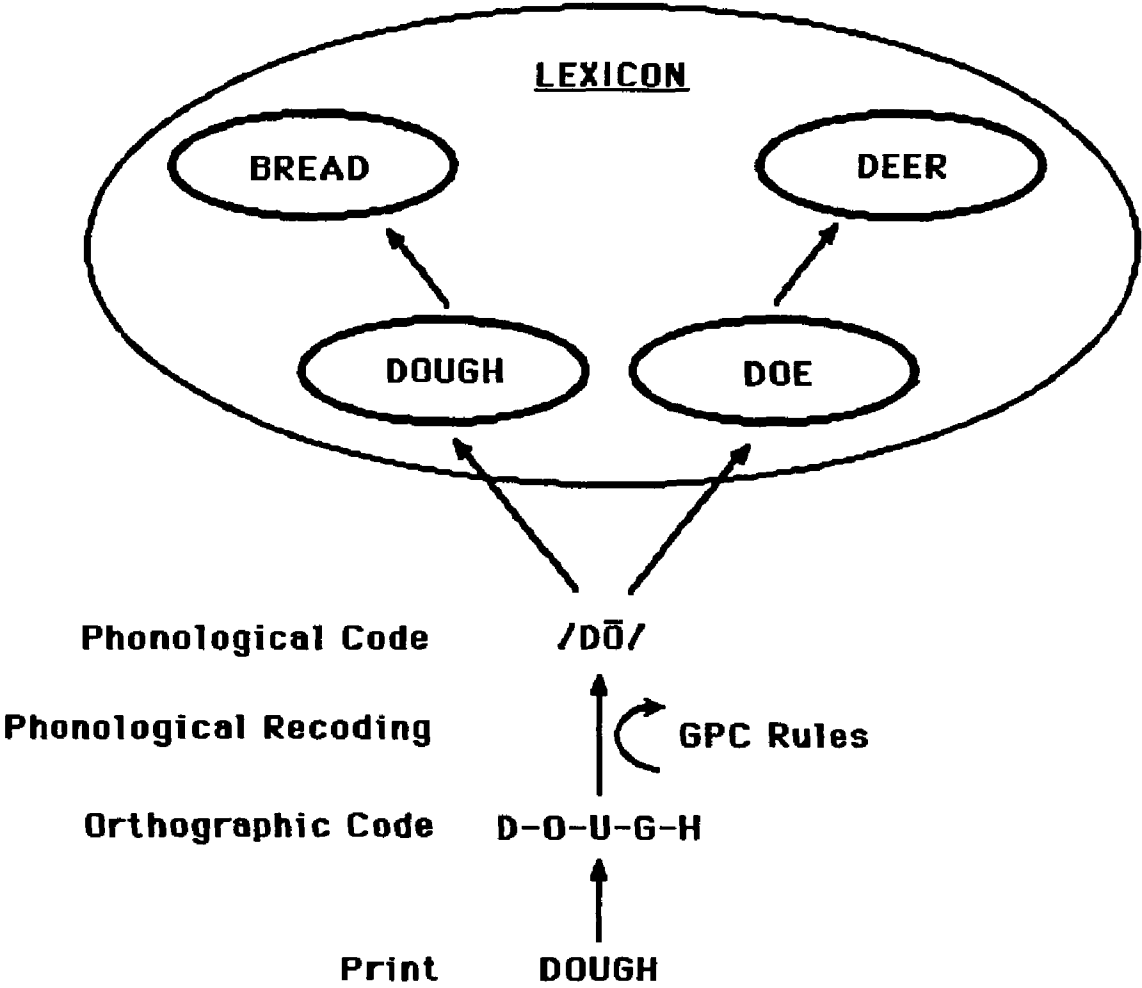 LEXICON
BREAD
DEER
DOUGH
DOE
Phonological Code /DŌ/
Phonological Recoding GPC Rules
Orthographic Code D-O-U-G-H
Print DOUGH